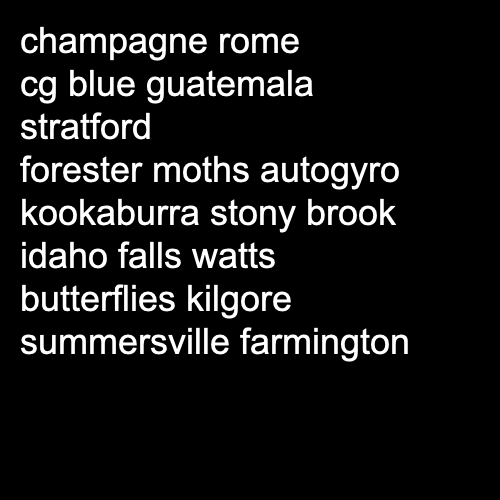 champagne rome
cg blue guatemala
stratford
forester moths autogyro
kookaburra stony brook
idaho falls watts
butterflies kilgore
summersville farmington